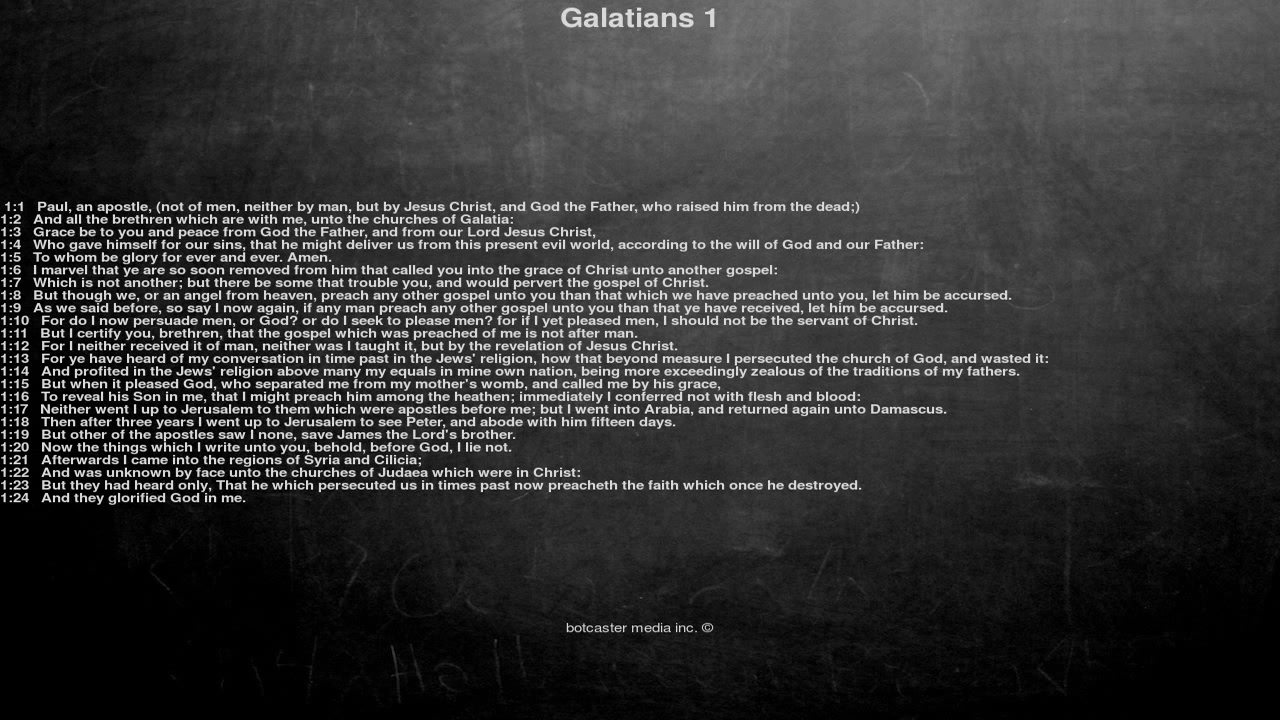 Galatians 1
1:1 Paul, an apostle, (not of men, neither by man, but by Jesus Christ, and God the Father, who raised him from the dead;)
1:2 And all the brethren which are with me, unto the churches of Galatia:
1:3 Grace be to you and peace from God the Father, and from our Lord Jesus Christ,
1:4 Who gave himself for our sins, that he might deliver us from this present evil world, according to the will of God and our Father:
1:5 To whom be glory for ever and ever. Amen.
1:6 I marvel that ye are so soon removed from him that called you into the grace of Christ unto another gospel:
1:7 Which is not another; but there be some that trouble you, and would pervert the gospel of Christ.
1:8 But though we, or an angel from heaven, preach any other gospel unto you than that which we have preached unto you, let him be accursed.
1:9 As we said before, so say I now again, if any man preach any other gospel unto you than that ye have received, let him be accursed.
1:10 For do I now persuade men, or God? or do I seek to please men? for if I yet pleased men, I should not be the servant of Christ.
1:11 But I certify you, brethren, that the gospel which was preached of me is not after man.
1:12 For I neither received it of man, neither was I taught it, but by the revelation of Jesus Christ.
1:13 For ye have heard of my conversation in time past in the Jews' religion, how that beyond measure I persecuted the church of God, and wasted it:
1:14 And profited in the Jews' religion above many my equals in mine own nation, being more exceedingly zealous of the traditions of my fathers.
1:15 But when it pleased God, who separated me from my mother's womb, and called me by his grace,
1:16 To reveal his Son in me, that I might preach him among the heathen; immediately I conferred not with flesh and blood:
1:17 Neither went I up to Jerusalem to them which were apostles before me; but I went into Arabia, and returned again unto Damascus.
1:18 Then after three years I went up to Jerusalem to see Peter, and abode with him fifteen days.
1:19 But other of the apostles saw I none, save James the Lord's brother.
1:20 Now the things which I write unto you, behold, before God, I lie not.
1:21 Afterwards I came into the regions of Syria and Cilicia;
1:22 And was unknown by face unto the churches of Judaea which were in Christ:
1:23 But they had heard only, That he which persecuted us in times past now preacheth the faith which once he destroyed.
1:24 And they glorified God in me.
botcaster media inc. ©